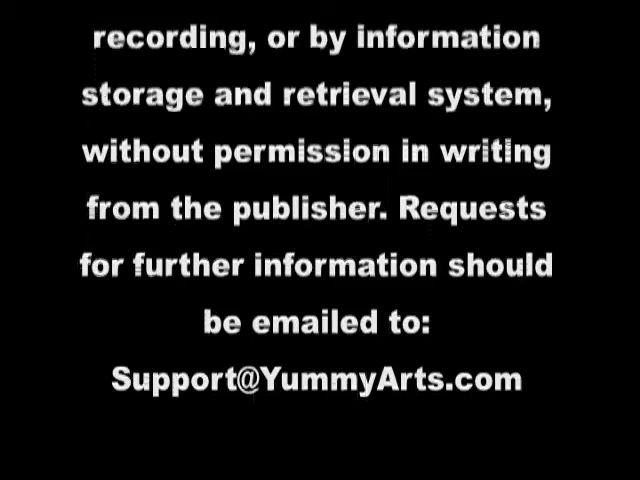 recording, or by information
storage and retrieval system,
without permission in writing
from the publisher. Requests
for further information should
be emailed to:
Support@YummyArts.com